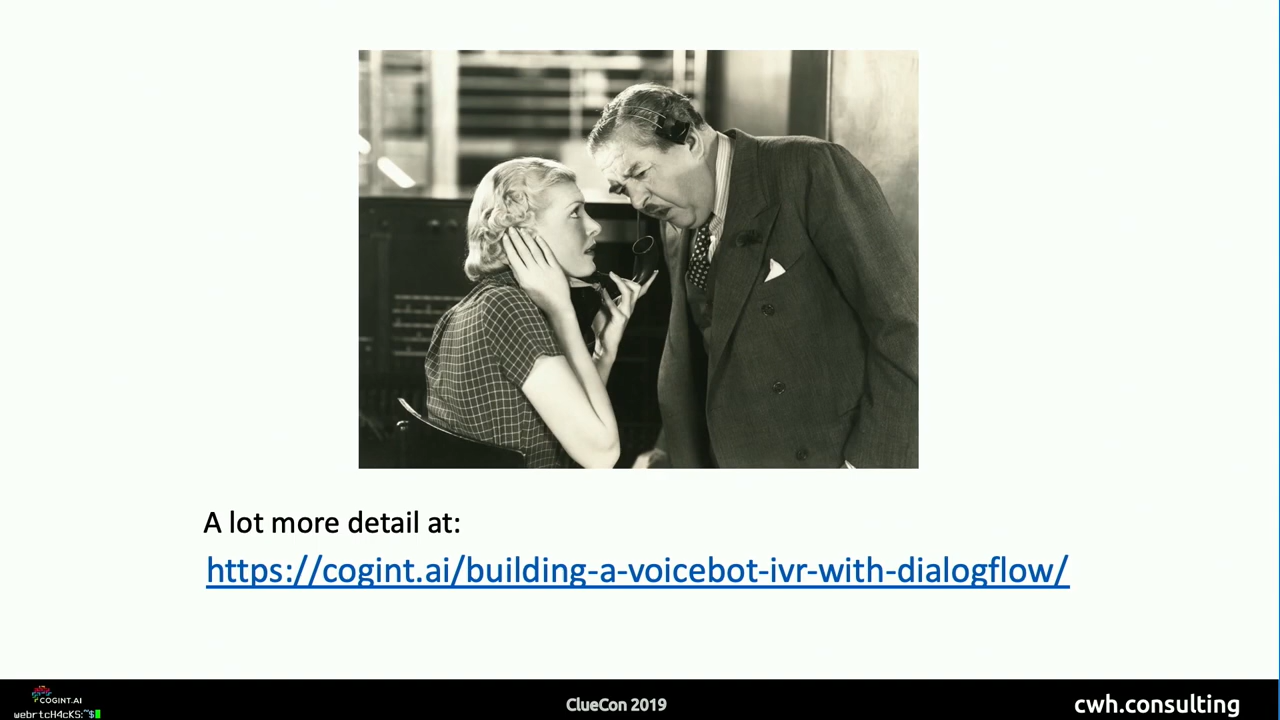 A lot more detail at:
https://cogint.ai/building-a-voicebot-ivr-with-dialogflow/
COGINT.AI
webrtcH4cKS:~$
ClueCon 2019
cwh.consulting